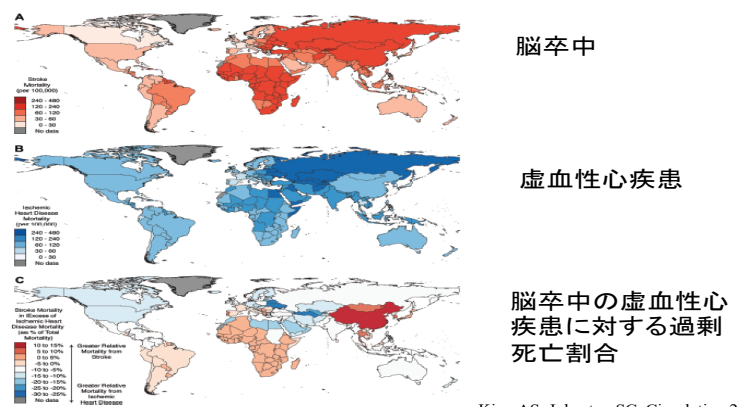 A
脳卒中
Stroke
Mortality
(per 100,000)
240 - 480
120 - 240
60 - 120
30 - 60
0 - 30
No data
B
虚血性心疾患
Ischemic
Heart Disease
Mortality
(per 100,000)
240 - 480
120 - 240
60 - 120
30 - 60
0 - 30
No data
C
脳卒中の虚血性心
疾患に対する過剰
死亡割合
Stroke Mortality
in (Excess of
Ischemic Heart
Disease Mortality
(as % of Total
Mortality)
10 to 15%
5 to 10%
0 to 5%
-5 to 0%
-10 to -5%
-15 to -10%
-20 to -15%
-25 to -20%
-30 to -25%
No data
Greater Relative
Mortality from
Stroke
Greater Relative
Mortality from
Ischemic
Heart Disease